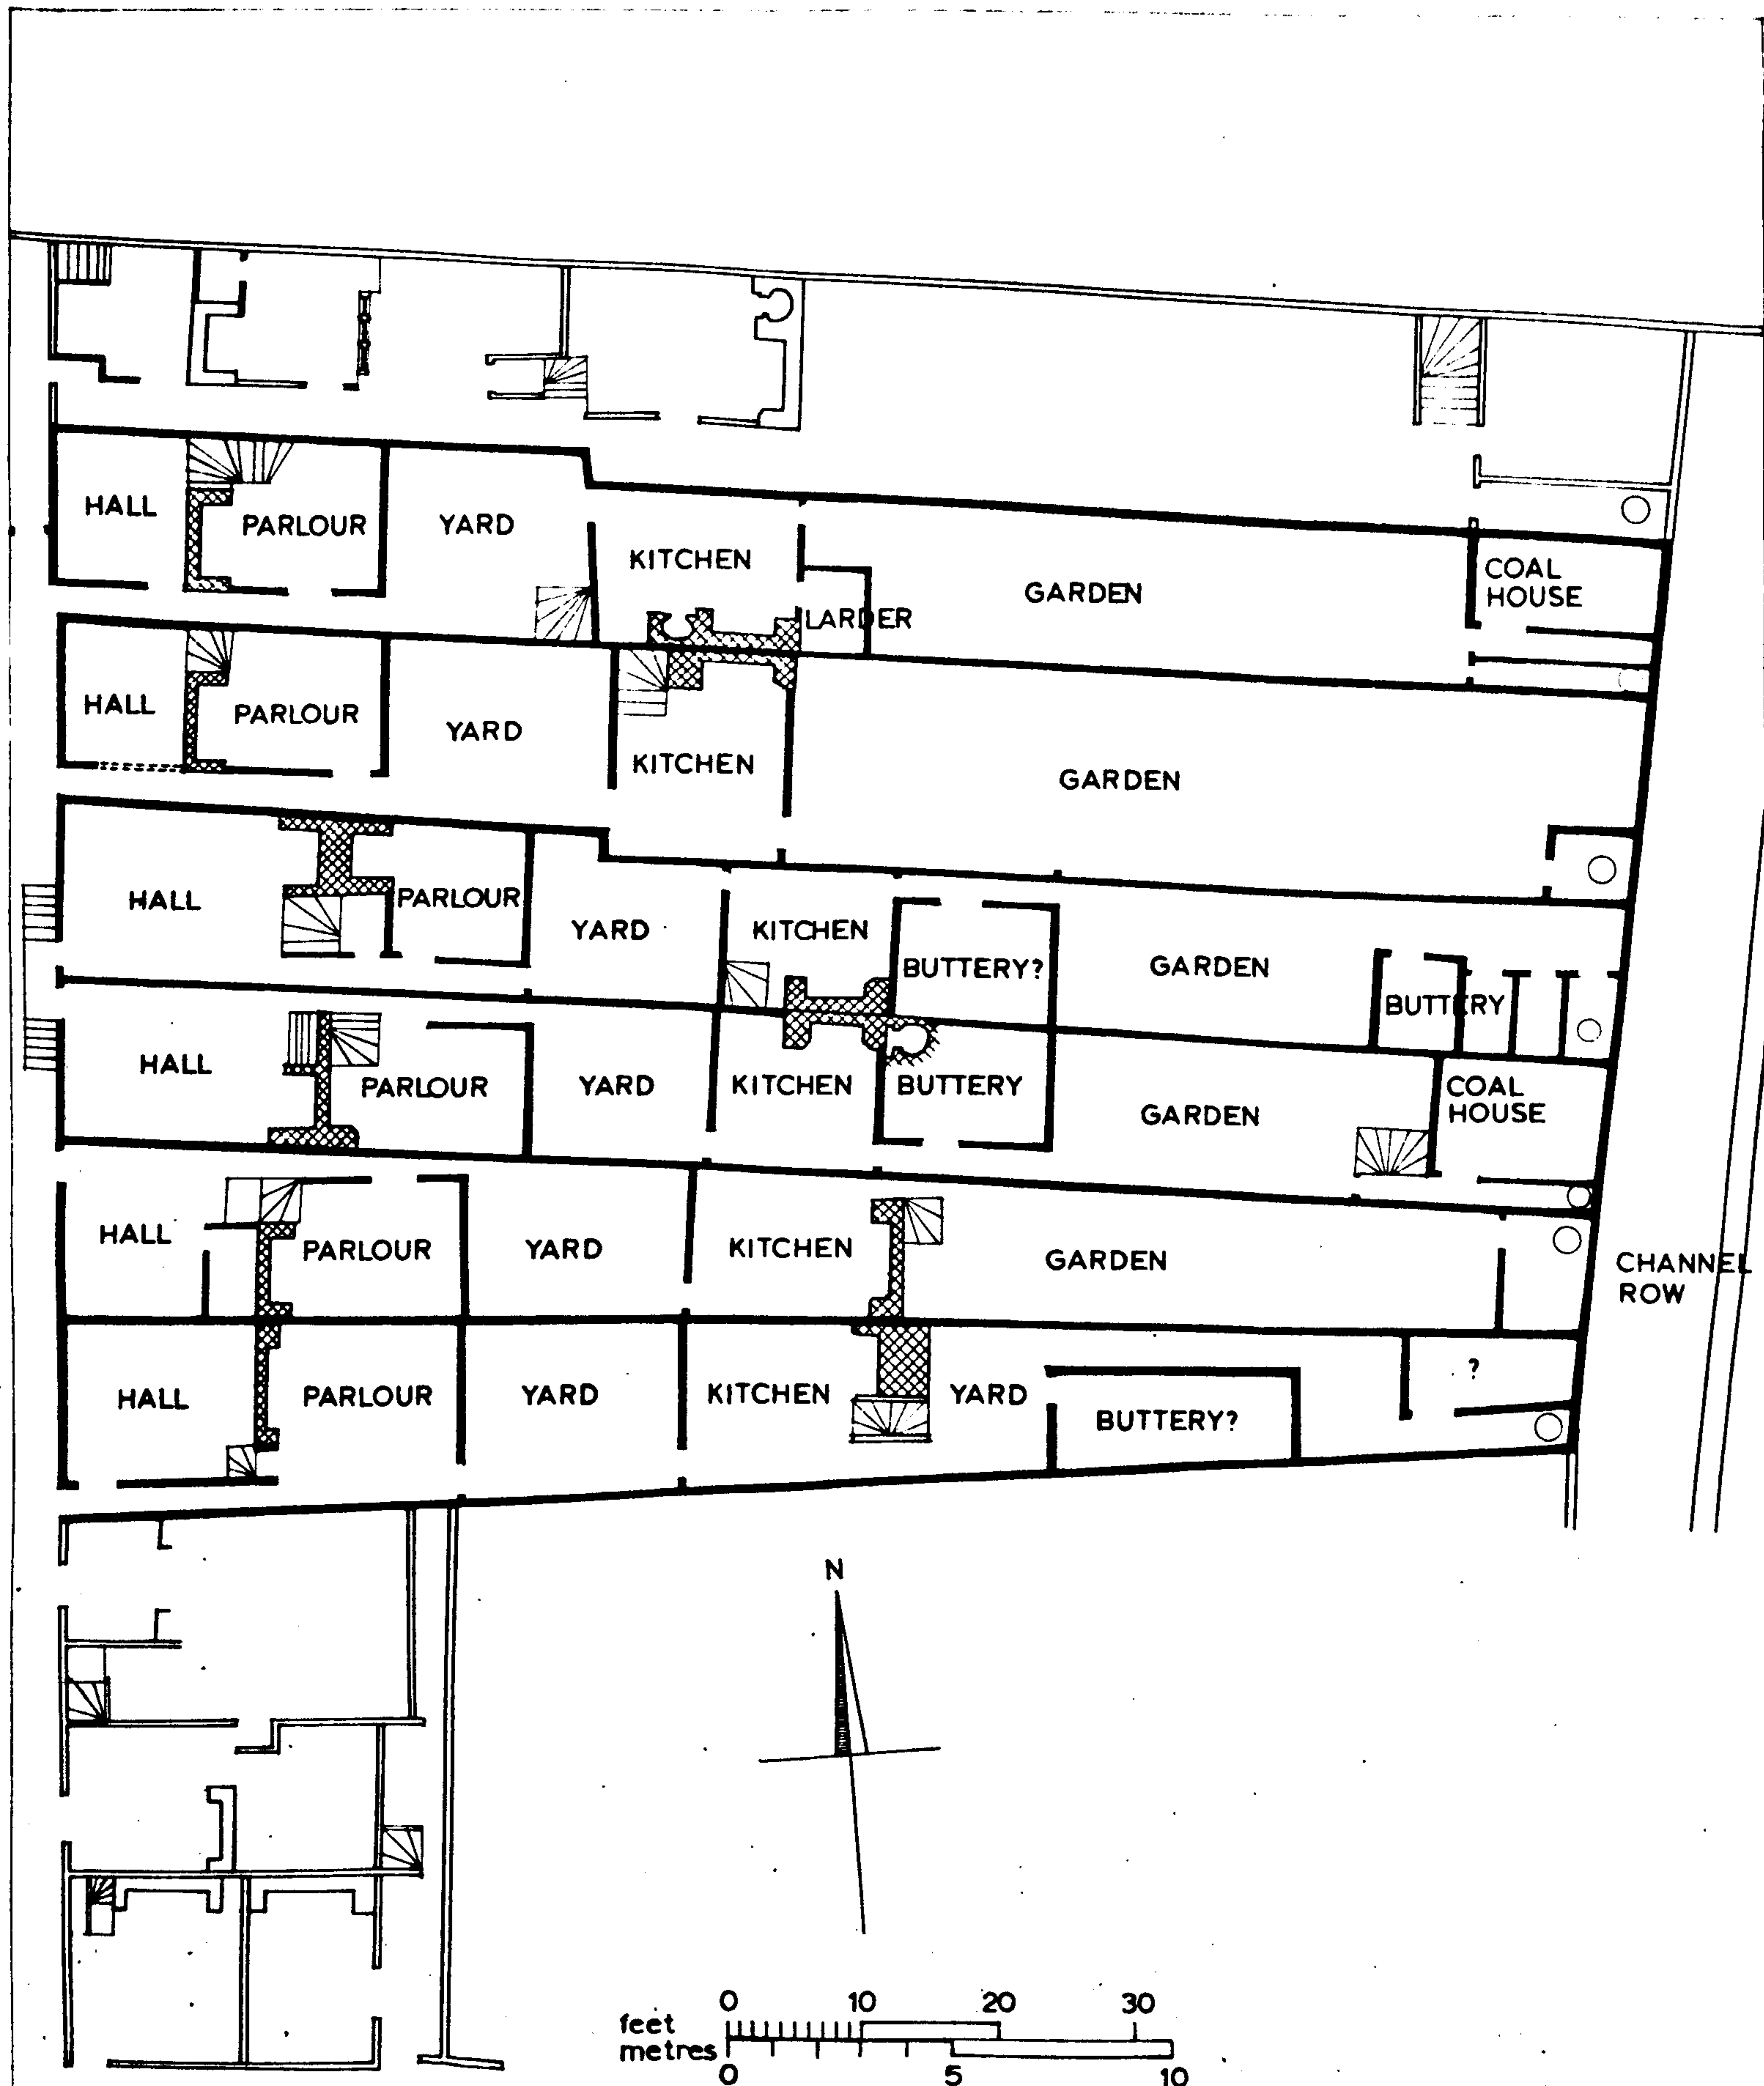 HALL
PARLOUR
YARD
KITCHEN
LARDER
GARDEN
COAL
HOUSE
HALL
PARLOUR
YARD
KITCHEN
GARDEN
HALL
PARLOUR
YARD
KITCHEN
BUTTERY?
GARDEN
BUTTERY
HALL
PARLOUR
YARD
KITCHEN
BUTTERY
GARDEN
COAL
HOUSE
HALL
PARLOUR
YARD
KITCHEN
GARDEN
CHANNEL
ROW
HALL
PARLOUR
YARD
KITCHEN
YARD
BUTTERY?
?
N
0 10 20 30
feet
metres
0 5 10